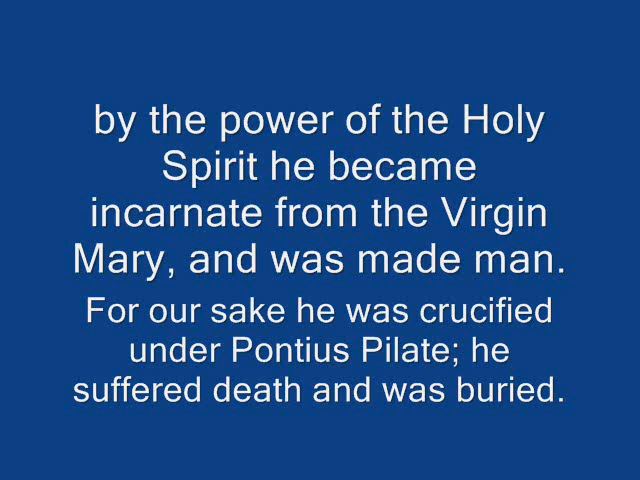 by the power of the Holy
Spirit he became
incarnate from the Virgin
Mary, and was made man.
For our sake he was crucified
under Pontius Pilate; he
suffered death and was buried.